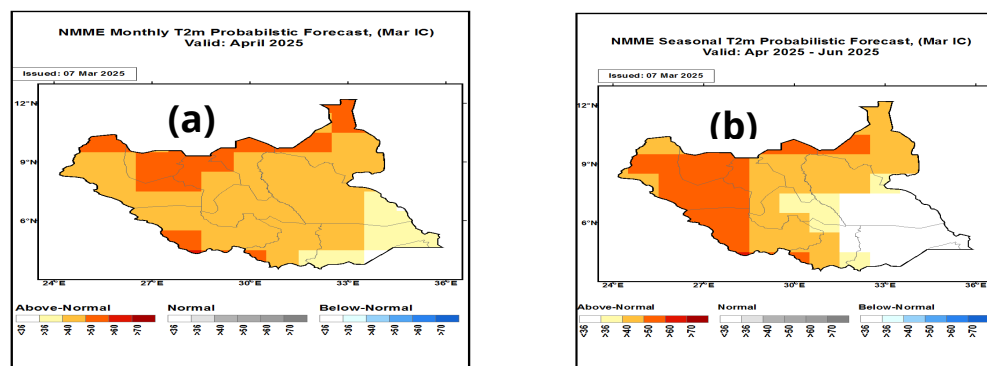 NMME Monthly T2m Probabilistic Forecast, (Mar IC)
Valid: April 2025
Issued: 07 Mar 2025
(a)
12°N
9°N
6°N
24°E 27°E 30°E 33°E 36°E
Above-Normal Normal Below-Normal
<36 >36 >40 >50 >60 >70 <36 >36 >40 >50 >60 >70 <36 >36 >40 >50 >60 >70
NMME Seasonal T2m Probabilistic Forecast, (Mar IC)
Valid: Apr 2025 - Jun 2025
Issued: 07 Mar 2025
(b)
12°N
9°N
6°N
24°E 27°E 30°E 33°E 36°E
Above-Normal Normal Below-Normal
<36 >36 >40 >50 >60 >70 <36 >36 >40 >50 >60 >70 <36 >36 >40 >50 >60 >70